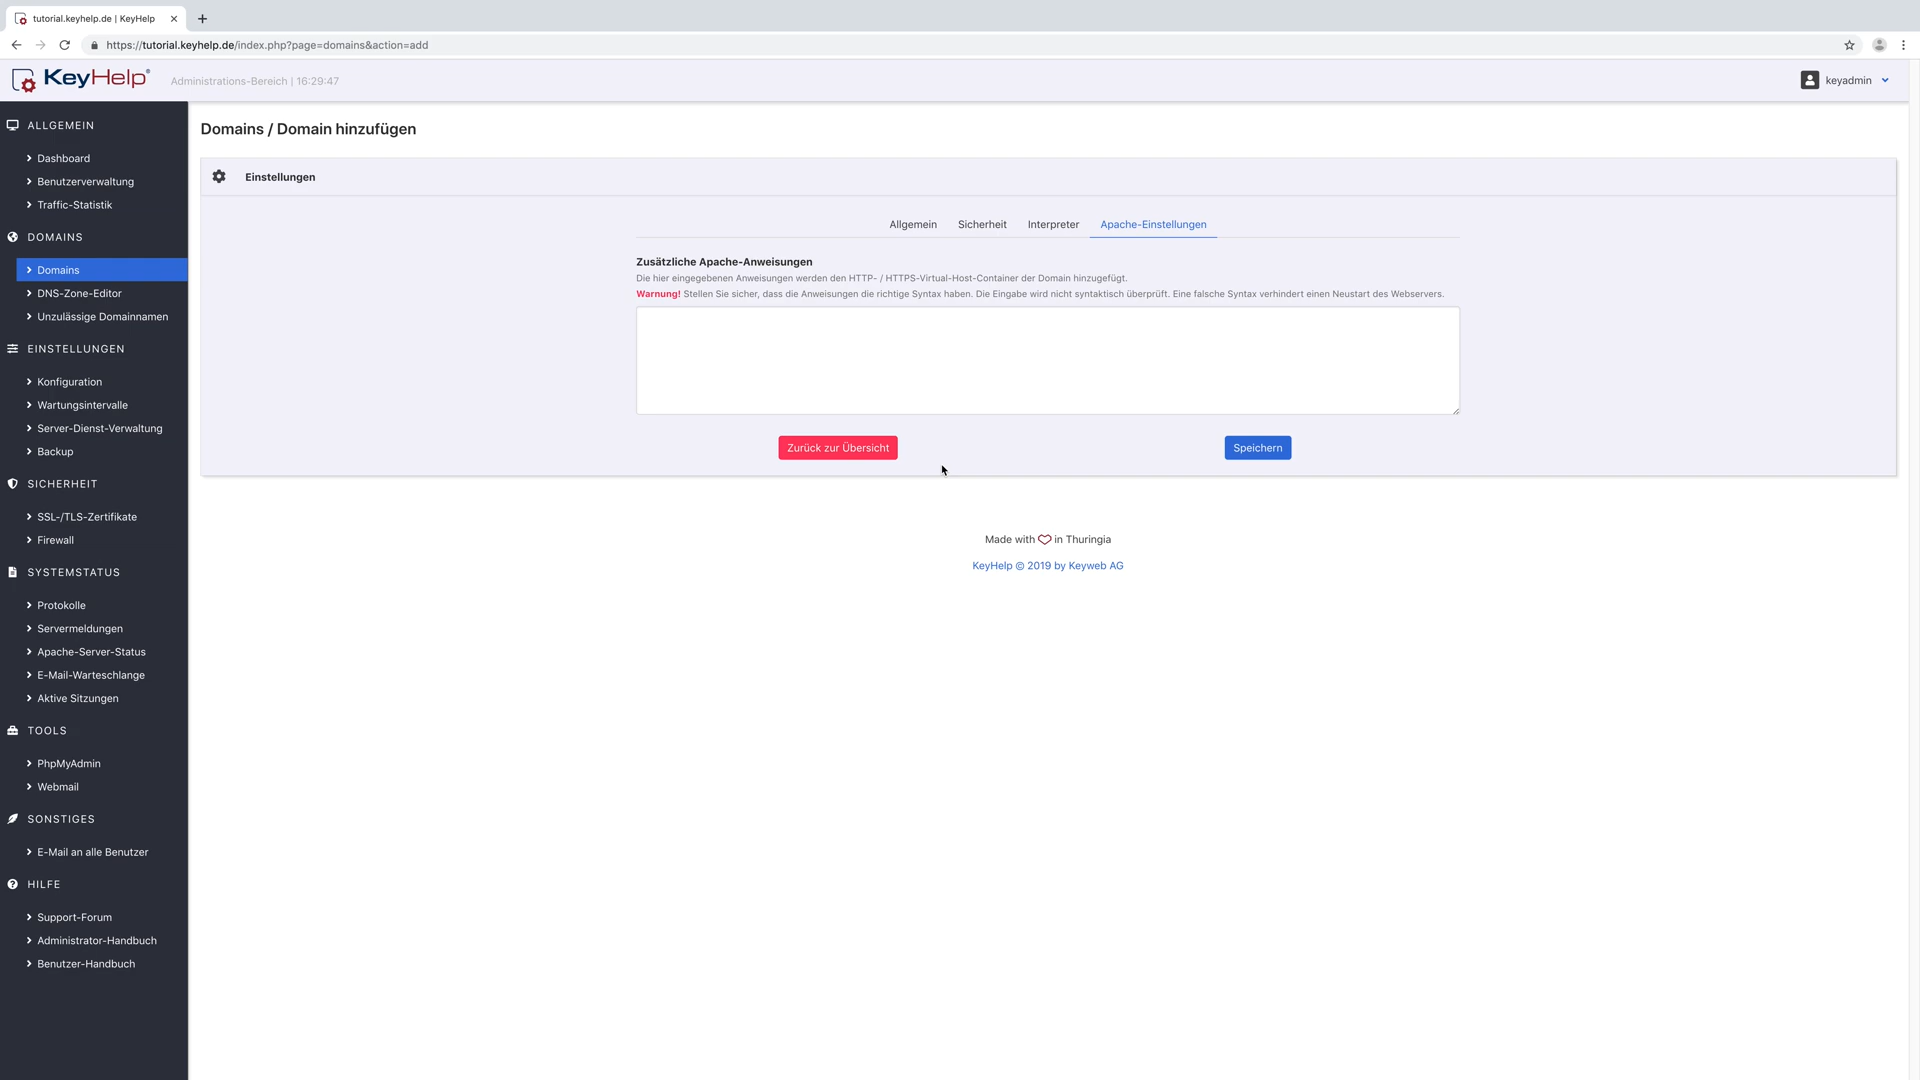 tutorial.keyhelp.de | KeyHelp
https://tutorial.keyhelp.de/index.php?page=domains&action=add
KeyHelp®
Administrations-Bereich | 16:29:47
keyadmin
ALLGEMEIN
Dashboard
Benutzerverwaltung
Traffic-Statistik
DOMAINS
Domains
DNS-Zone-Editor
Unzulässige Domainnamen
EINSTELLUNGEN
Konfiguration
Wartungsintervalle
Server-Dienst-Verwaltung
Backup
SICHERHEIT
SSL-/TLS-Zertifikate
Firewall
SYSTEMSTATUS
Protokolle
Servermeldungen
Apache-Server-Status
E-Mail-Warteschlange
Aktive Sitzungen
TOOLS
PhpMyAdmin
Webmail
SONSTIGES
E-Mail an alle Benutzer
HILFE
Support-Forum
Administrator-Handbuch
Benutzer-Handbuch
Domains / Domain hinzufügen
Einstellungen
Allgemein
Sicherheit
Interpreter
Apache-Einstellungen
Zusätzliche Apache-Anweisungen
Die hier eingegebenen Anweisungen werden den HTTP- / HTTPS-Virtual-Host-Container der Domain hinzugefügt.
Warnung! Stellen Sie sicher, dass die Anweisungen die richtige Syntax haben. Die Eingabe wird nicht syntaktisch überprüft. Eine falsche Syntax verhindert einen Neustart des Webservers.
Zurück zur Übersicht
Speichern
Made with in Thuringia
KeyHelp © 2019 by Keyweb AG